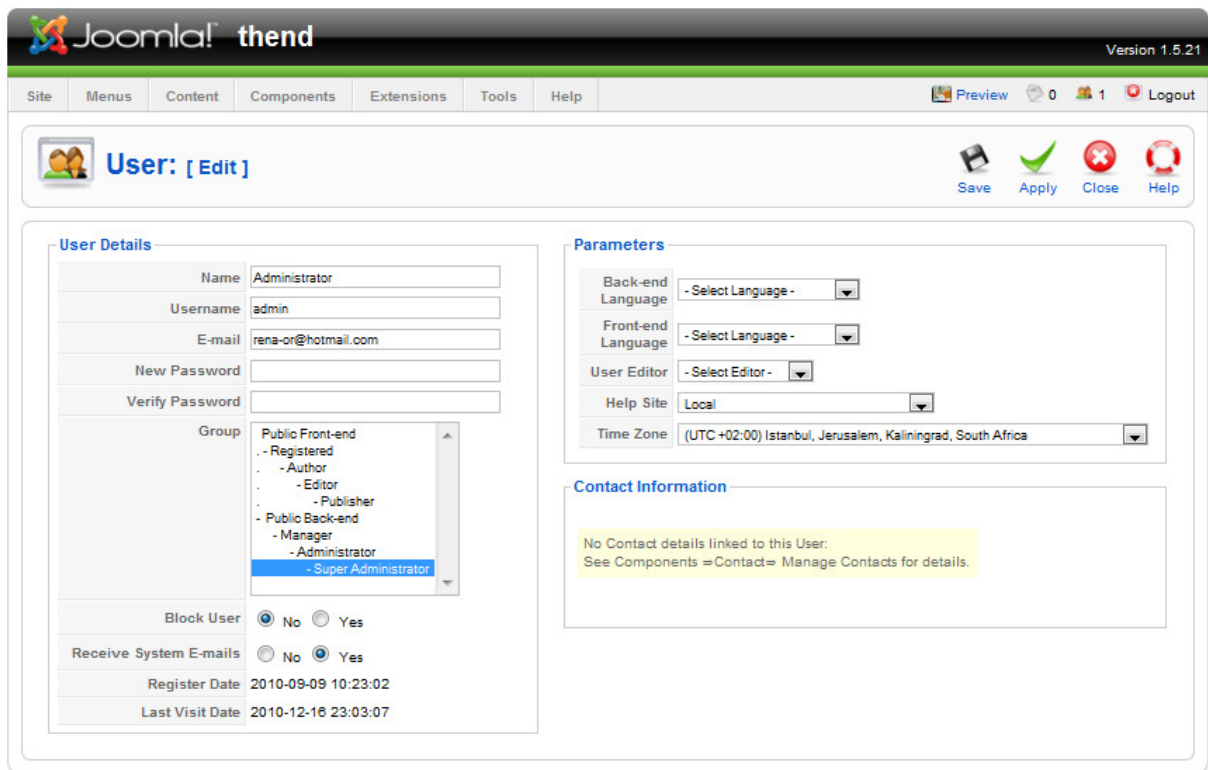 Joomla! thend
Version 1.5.21
Site Menus Content Components Extensions Tools Help Preview 0 1 Logout
User: [ Edit ]
Save Apply Close Help
User Details
Name Administrator
Username admin
E-mail rena-or@hotmail.com
New Password
Verify Password
Group Public Front-end
. - Registered
. - Author
. - Editor
. - Publisher
- Public Back-end
- Manager
- Administrator
- Super Administrator
Block User No Yes
Receive System E-mails No Yes
Register Date 2010-09-09 10:23:02
Last Visit Date 2010-12-16 23:03:07
Parameters
Back-end
Language - Select Language -
Front-end
Language - Select Language -
User Editor - Select Editor -
Help Site Local
Time Zone (UTC +02:00) Istanbul, Jerusalem, Kaliningrad, South Africa
Contact Information
No Contact details linked to this User:
See Components ⇒Contact⇒ Manage Contacts for details.